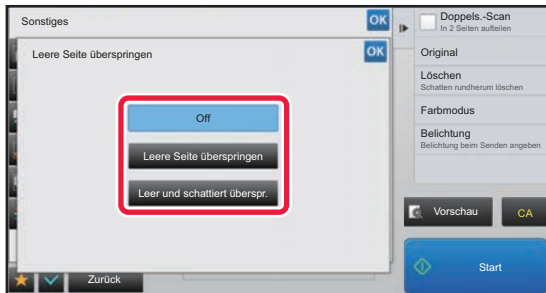 Sonstiges
OK
Leere Seite überspringen
OK
Off
Leere Seite überspringen
Leer und schattiert überspr.
Zurück
Doppels.-Scan
In 2 Seiten aufteilen
Original
Löschen
Schatten rundherum löschen
Farbmodus
Belichtung
Belichtung beim Senden angeben
Vorschau
CA
Start